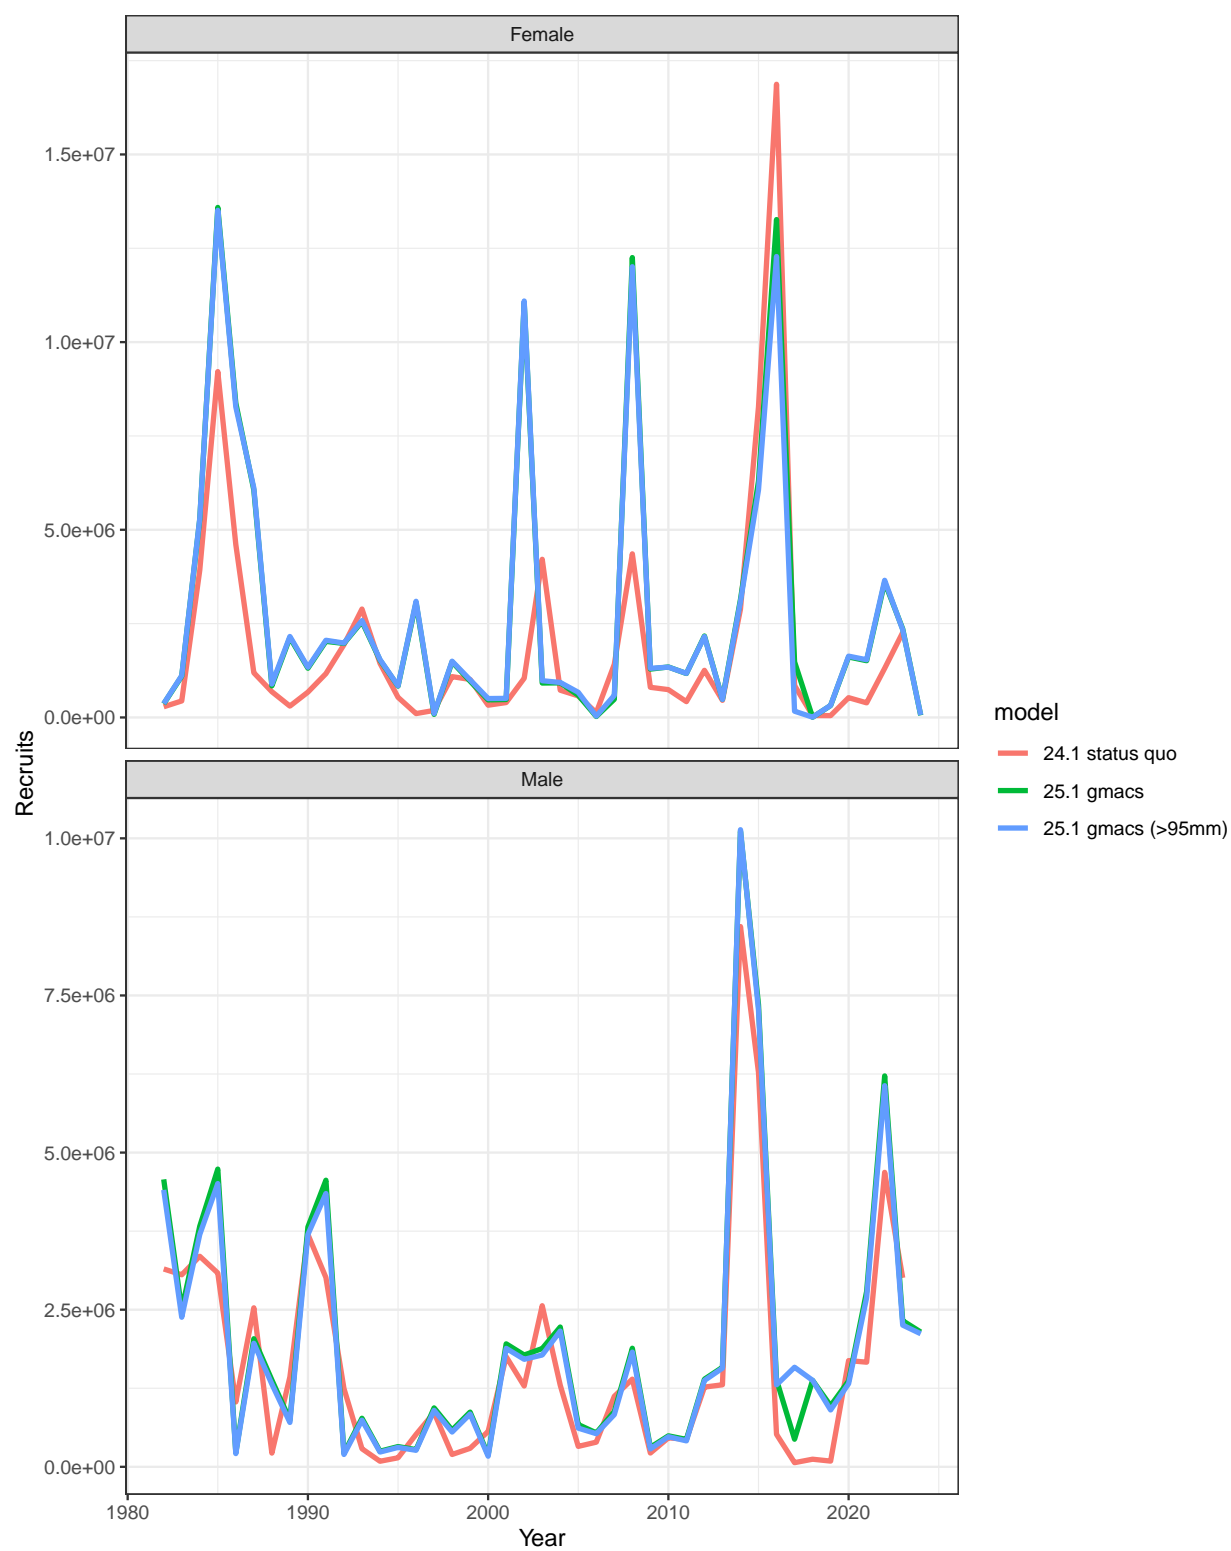 Female
1.5e+07
1.0e+07
5.0e+06
0.0e+00
Recruits
Male
1.0e+07
7.5e+06
5.0e+06
2.5e+06
0.0e+00
1980 1990 2000 2010 2020
Year
model
24.1 status quo
25.1 gmacs
25.1 gmacs (>95mm)